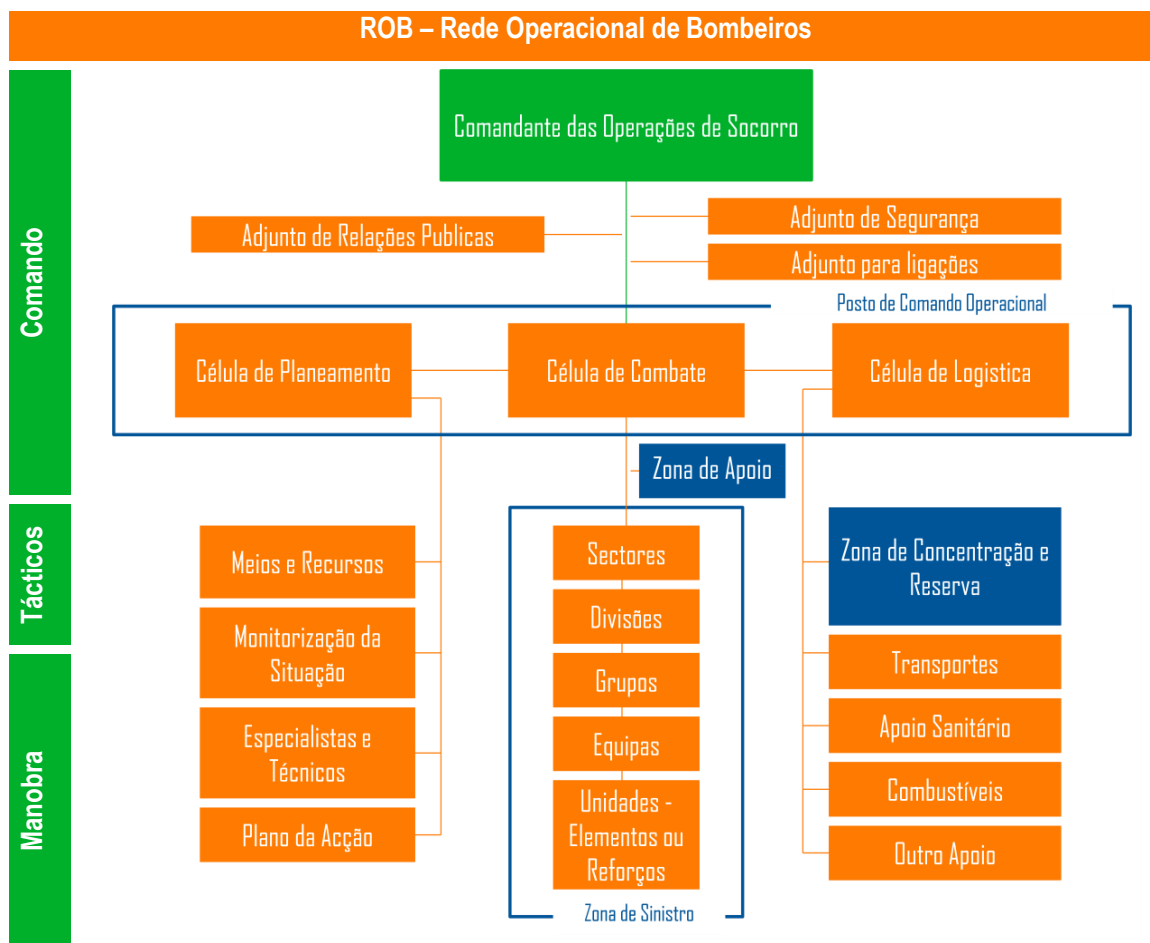 ROB – Rede Operacional de Bombeiros
Comando
Comandante das Operações de Socorro
Adjunto de Relações Publicas
Adjunto de Segurança
Adjunto para ligações
Posto de Comando Operacional
Célula de Planeamento
Célula de Combate
Célula de Logistica
Zona de Apoio
Tácticos
Manobra
Meios e Recursos
Monitorização da
Situação
Especialistas e
Técnicos
Plano da Acção
Sectores
Divisões
Grupos
Equipas
Unidades -
Elementos ou
Reforços
Zona de Sinistro
Zona de Concentração e
Reserva
Transportes
Apoio Sanitário
Combustíveis
Outro Apoio